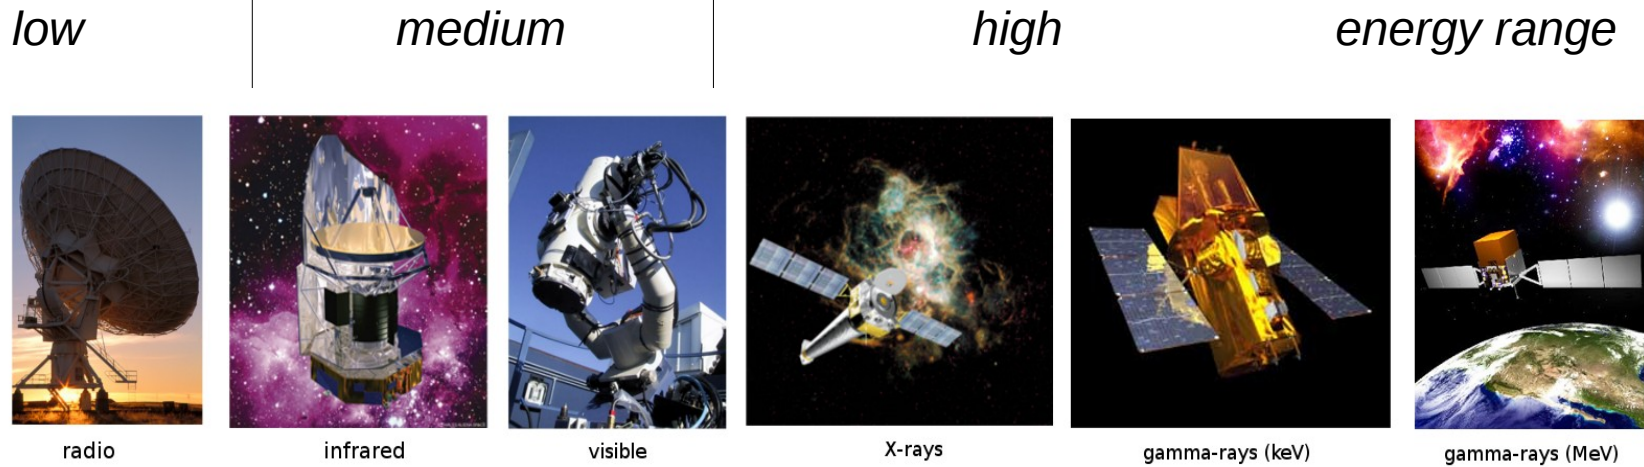 low medium high energy range
radio infrared visible X-rays gamma-rays (keV) gamma-rays (MeV)